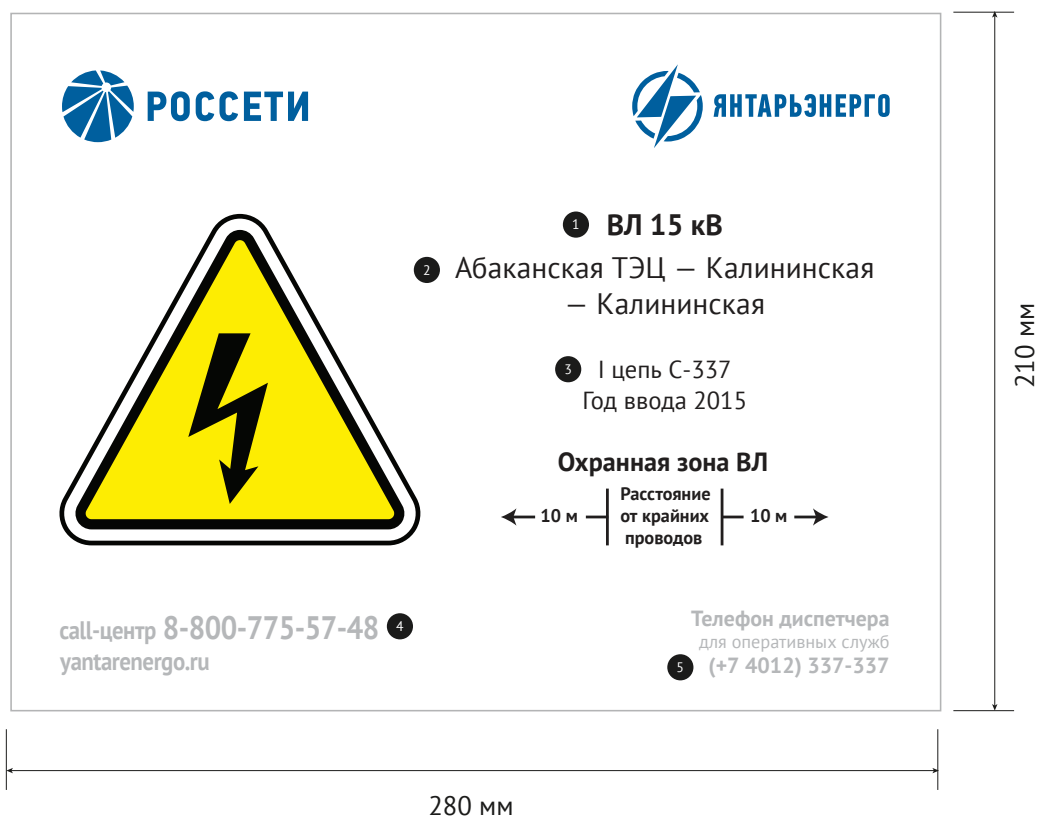 РОССЕТИ
ЯНТАРЬЭНЕРГО
1 ВЛ 15 кВ
2 Абаканская ТЭЦ — Калининская
— Калининская
3 I цепь С-337
Год ввода 2015
Охранная зона ВЛ
Расстояние
10 м от крайних 10 м
проводов
call-центр 8-800-775-57-48 4
yantarenergo.ru
Телефон диспетчера
для оперативных служб
5 (+7 4012) 337-337
210 мм
280 мм